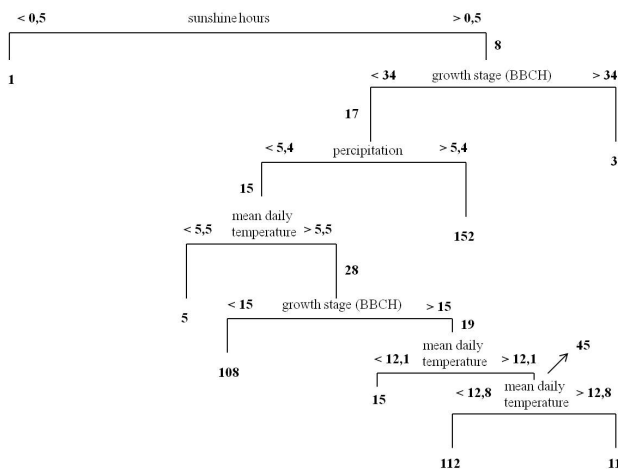 < 0,5 sunshine hours > 0,5
8
1
< 34 growth stage (BBCH) > 34
17
3
< 5,4 percipitation > 5,4
15
152
< 5,5 mean daily temperature > 5,5
28
5
< 15 growth stage (BBCH) > 15
19
108
< 12,1 mean daily temperature > 12,1
45
15
< 12,8 mean daily temperature > 12,8
112
11